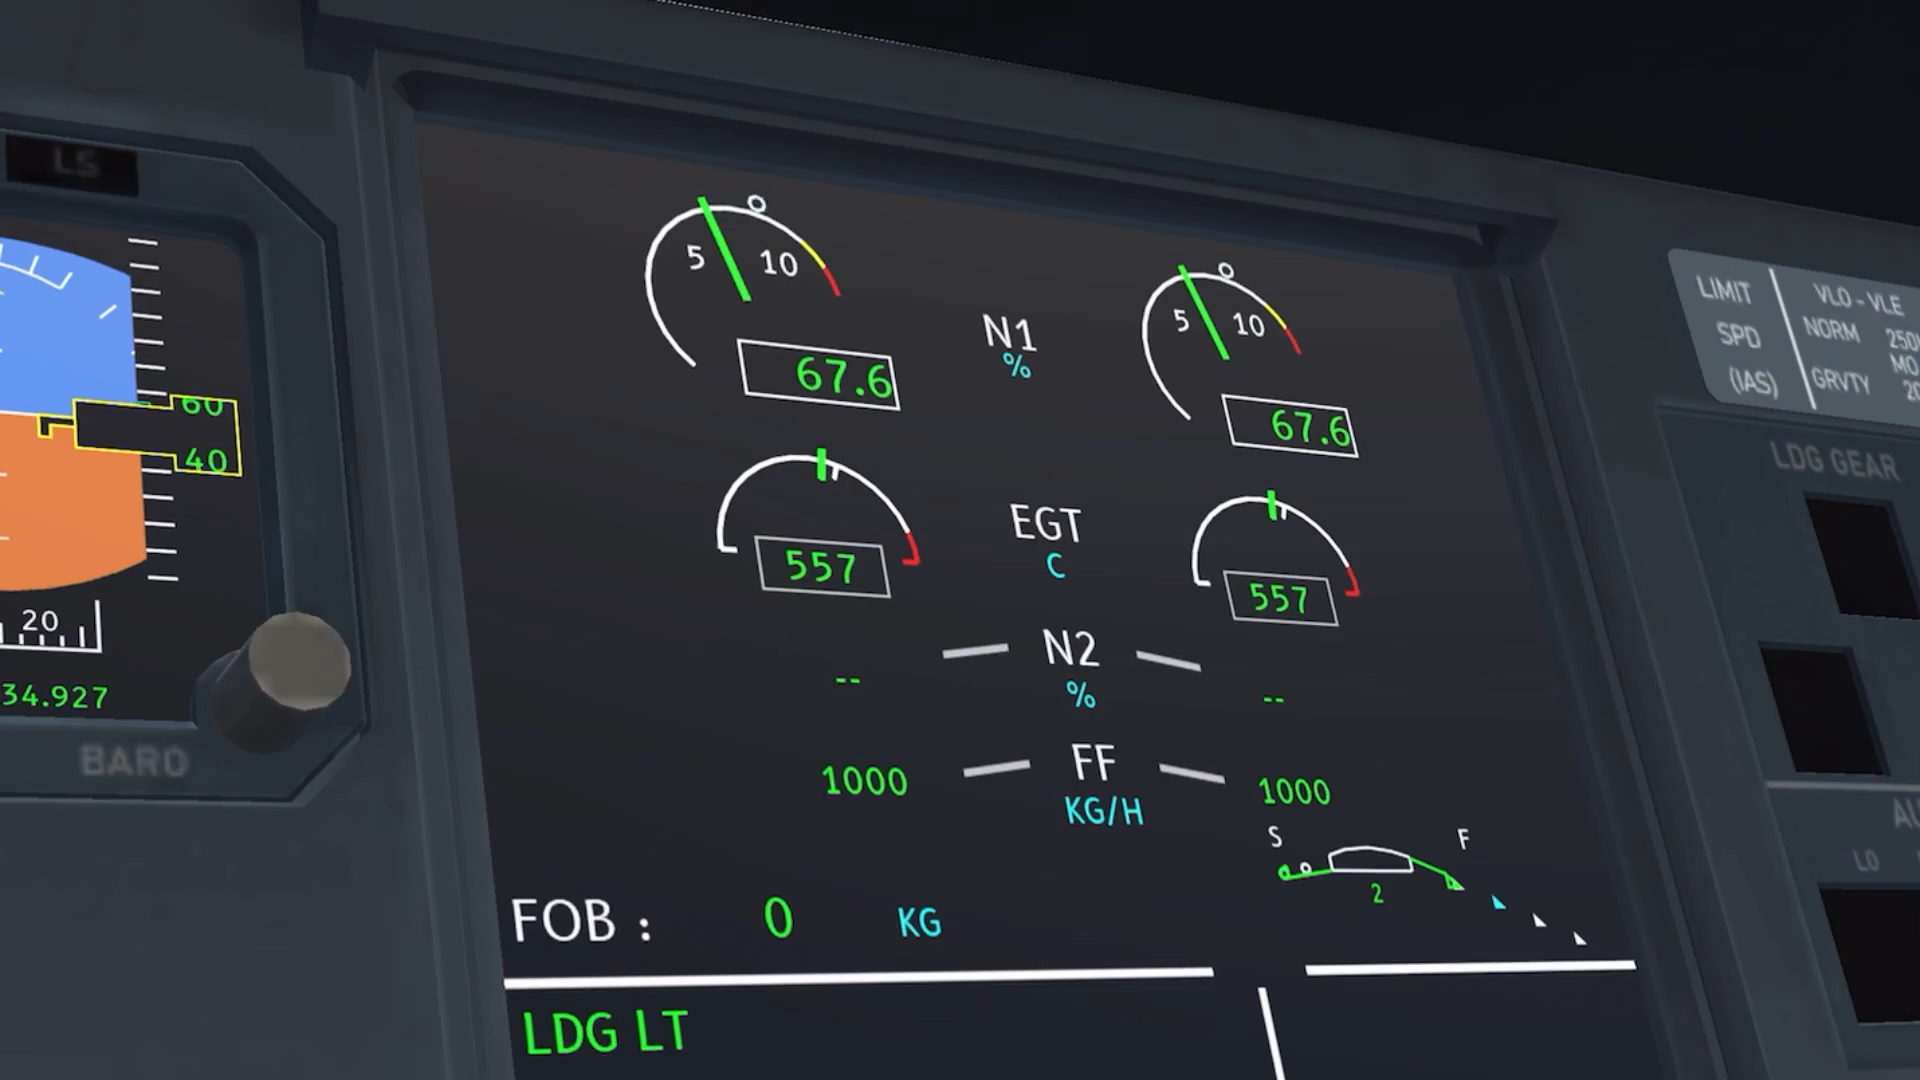 LS
60
40
20
34.927
BARO
5
10
67.6
N1
%
5
10
67.6
557
EGT
C
557
--
N2
%
--
1000
FF
KG/H
1000
S
F
2
FOB :
0
KG
LDG LT
LIMIT
SPD
(IAS)
VLO - VLE
NORM
GRVTY
LDG GEAR
LO